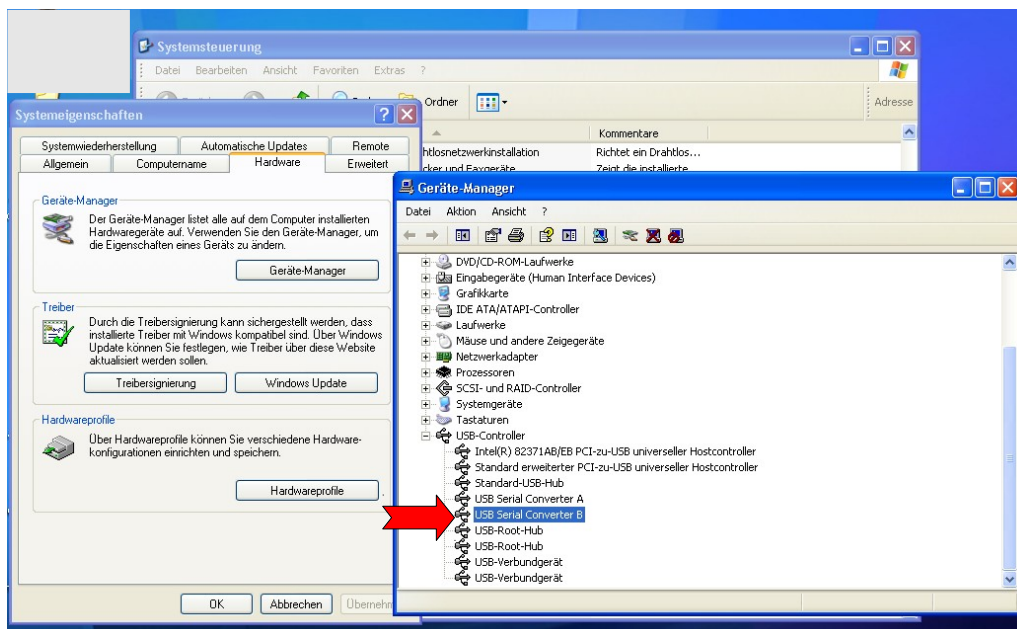 Systemsteuerung
Datei Bearbeiten Ansicht Favoriten Extras ?
Ordner
Adresse
Kommentare
htlosnetzwerkinstallation Richtet ein Drahtlos...
cker und Faxgeräte Zeigt die installierte
Systemeigenschaften
Systemwiederherstellung Automatische Updates Remote
Allgemein Computername Hardware Erweitert
Geräte-Manager
Der Geräte-Manager listet alle auf dem Computer installierten
Hardwaregeräte auf. Verwenden Sie den Geräte-Manager, um
die Eigenschaften eines Geräts zu ändern.
Geräte-Manager
Treiber
Durch die Treibersignierung kann sichergestellt werden, dass
installierte Treiber mit Windows kompatibel sind. Über Windows
Update können Sie festlegen, wie Treiber über diese Website
aktualisiert werden sollen.
Treibersignierung Windows Update
Hardwareprofile
Über Hardwareprofile können Sie verschiedene Hardware-
konfigurationen einrichten und speichern.
Hardwareprofile
OK Abbrechen Übernehm
Geräte-Manager
Datei Aktion Ansicht ?
DVD/CD-ROM-Laufwerke
Eingabegeräte (Human Interface Devices)
Grafikkarte
IDE ATA/ATAPI-Controller
Laufwerke
Mäuse und andere Zeigegeräte
Netzwerkadapter
Prozessoren
SCSI- und RAID-Controller
Systemgeräte
Tastaturen
USB-Controller
Intel(R) 82371AB/EB PCI-zu-USB universeller Hostcontroller
Standard erweiterter PCI-zu-USB universeller Hostcontroller
Standard-USB-Hub
USB Serial Converter A
USB Serial Converter B
USB-Root-Hub
USB-Root-Hub
USB-Verbundgerät
USB-Verbundgerät